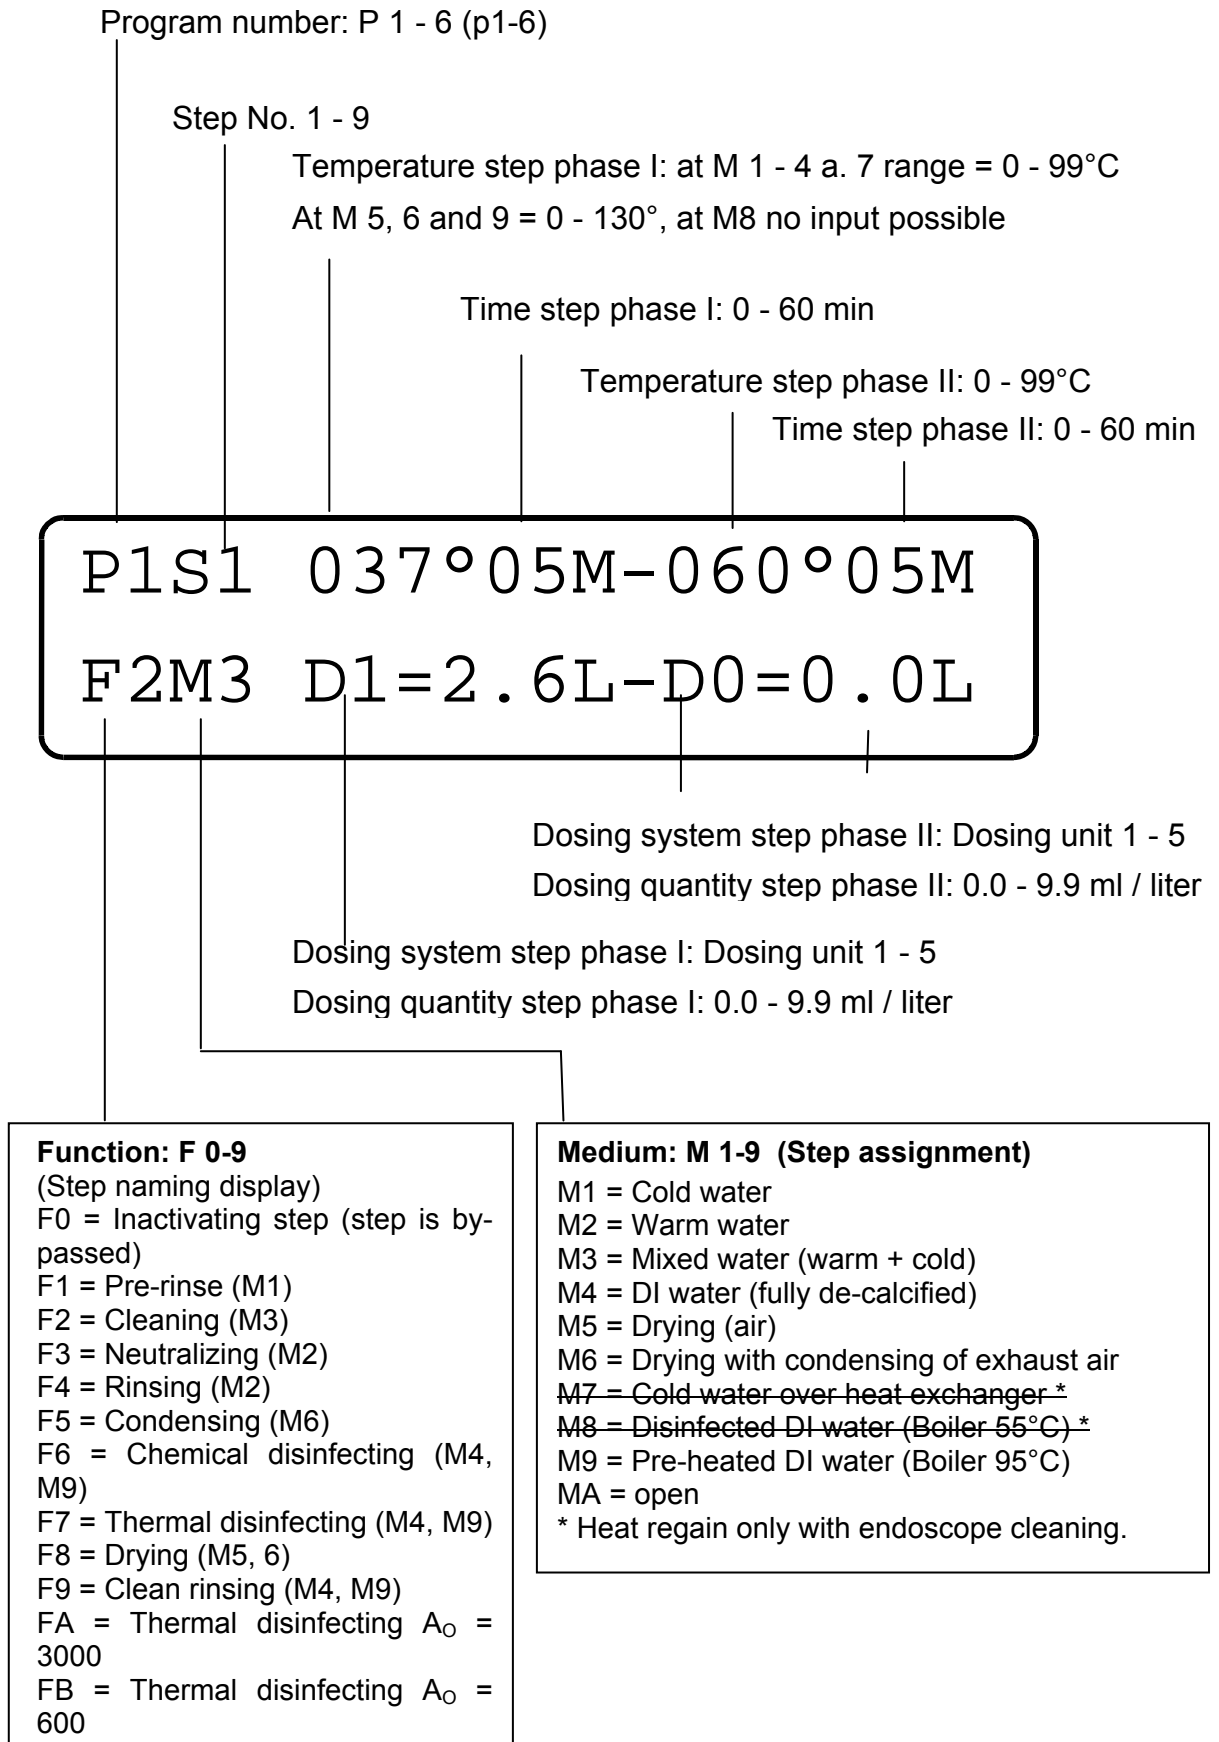 Program number: P 1 - 6 (p1-6)
Step No. 1 - 9
Temperature step phase I: at M 1 - 4 a. 7 range = 0 - 99°C
At M 5, 6 and 9 = 0 - 130°, at M8 no input possible
Time step phase I: 0 - 60 min
Temperature step phase II: 0 - 99°C
Time step phase II: 0 - 60 min
P1S1 037°05M-060°05M
F2M3 D1=2.6L-D0=0.0L
Dosing system step phase II: Dosing unit 1 - 5
Dosing quantity step phase II: 0.0 - 9.9 ml / liter
Dosing system step phase I: Dosing unit 1 - 5
Dosing quantity step phase I: 0.0 - 9.9 ml / liter
Function: F 0-9
(Step naming display)
F0 = Inactivating step (step is by-
passed)
F1 = Pre-rinse (M1)
F2 = Cleaning (M3)
F3 = Neutralizing (M2)
F4 = Rinsing (M2)
F5 = Condensing (M6)
F6 = Chemical disinfecting (M4,
M9)
F7 = Thermal disinfecting (M4, M9)
F8 = Drying (M5, 6)
F9 = Clean rinsing (M4, M9)
FA = Thermal disinfecting AO =
3000
FB = Thermal disinfecting AO =
600
Medium: M 1-9 (Step assignment)
M1 = Cold water
M2 = Warm water
M3 = Mixed water (warm + cold)
M4 = DI water (fully de-calcified)
M5 = Drying (air)
M6 = Drying with condensing of exhaust air
M7 = Cold water over heat exchanger *
M8 = Disinfected DI water (Boiler 55°C) *
M9 = Pre-heated DI water (Boiler 95°C)
MA = open
* Heat regain only with endoscope cleaning.